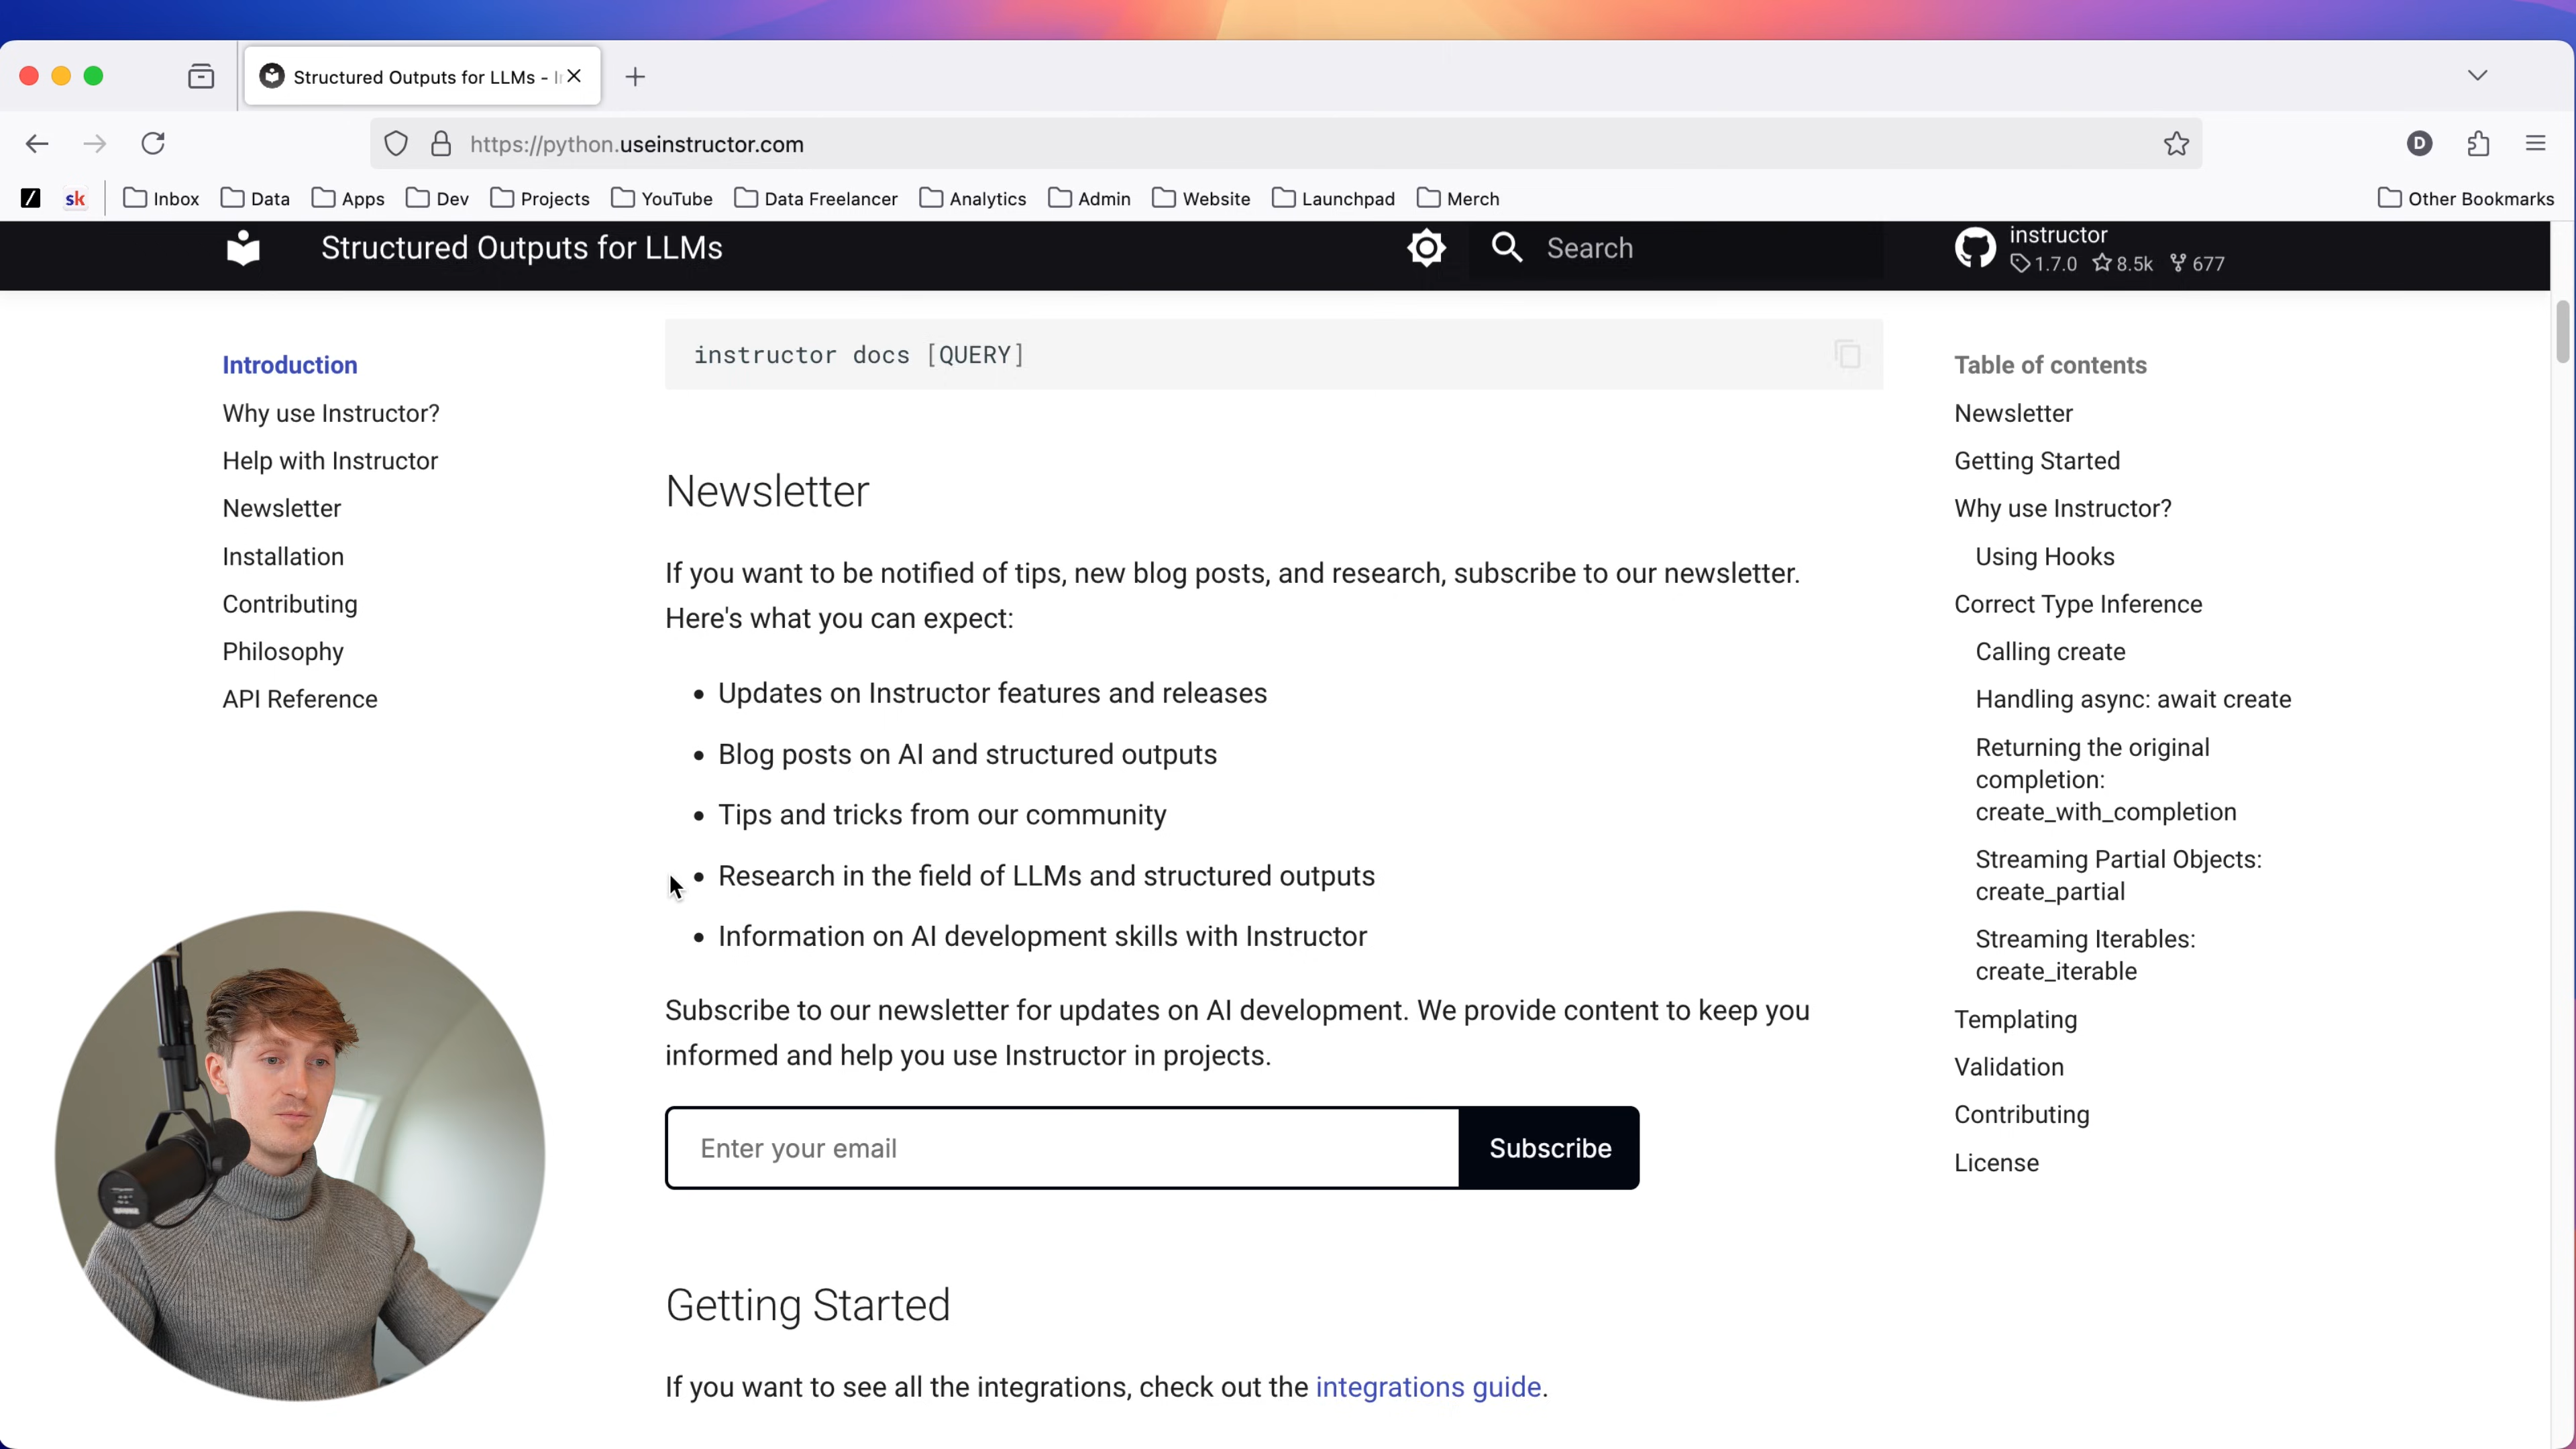 Structured Outputs for LLMs -
https://python.useinstructor.com
D
sk
Inbox
Data
Apps
Dev
Projects
YouTube
Data Freelancer
Analytics
Admin
Website
Launchpad
Merch
Other Bookmarks
Structured Outputs for LLMs
Search
instructor
1.7.0 8.5k 677
Introduction
Why use Instructor?
Help with Instructor
Newsletter
Installation
Contributing
Philosophy
API Reference
instructor docs [QUERY]
Newsletter
If you want to be notified of tips, new blog posts, and research, subscribe to our newsletter.
Here's what you can expect:
• Updates on Instructor features and releases
• Blog posts on AI and structured outputs
• Tips and tricks from our community
• Research in the field of LLMs and structured outputs
• Information on AI development skills with Instructor
Subscribe to our newsletter for updates on AI development. We provide content to keep you
informed and help you use Instructor in projects.
Enter your email
Subscribe
Getting Started
If you want to see all the integrations, check out the integrations guide.
Table of contents
Newsletter
Getting Started
Why use Instructor?
Using Hooks
Correct Type Inference
Calling create
Handling async: await create
Returning the original
completion:
create_with_completion
Streaming Partial Objects:
create_partial
Streaming Iterables:
create_iterable
Templating
Validation
Contributing
License